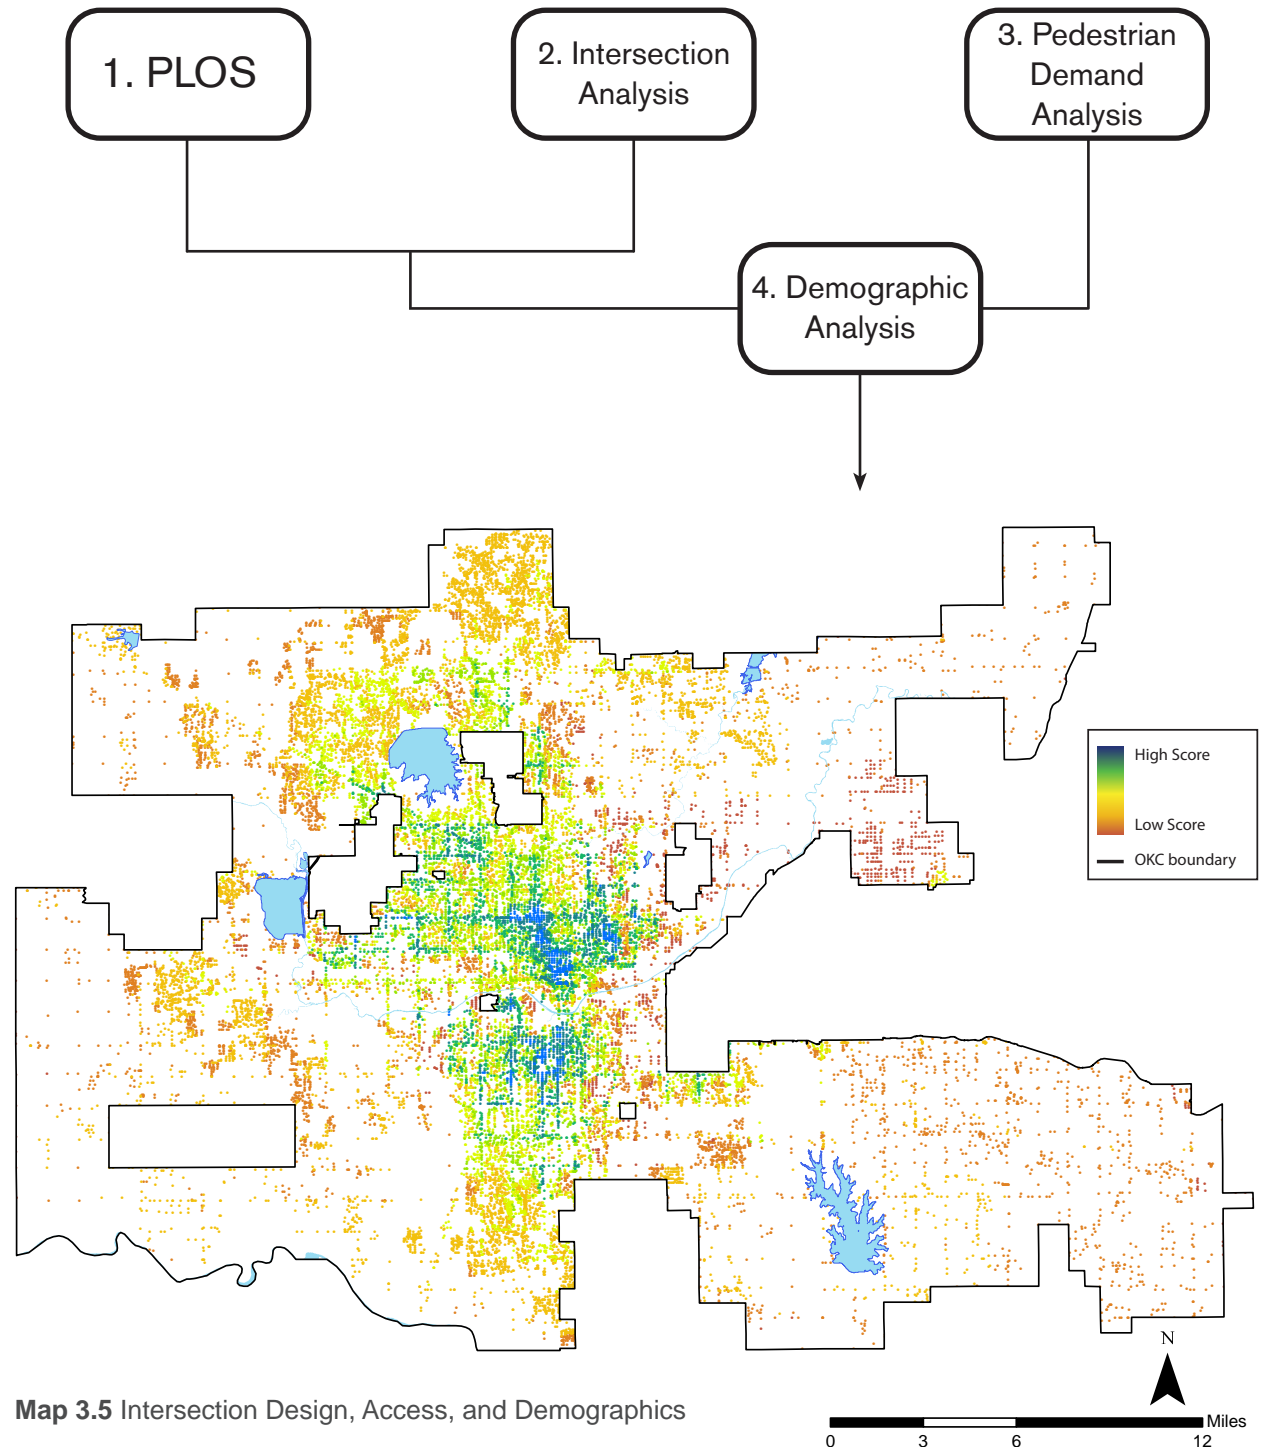 1. PLOS
2. Intersection
Analysis
3. Pedestrian
Demand
Analysis
4. Demographic
Analysis
High Score
Low Score
OKC boundary
N
Map 3.5 Intersection Design, Access, and Demographics
Miles
0 3 6 12